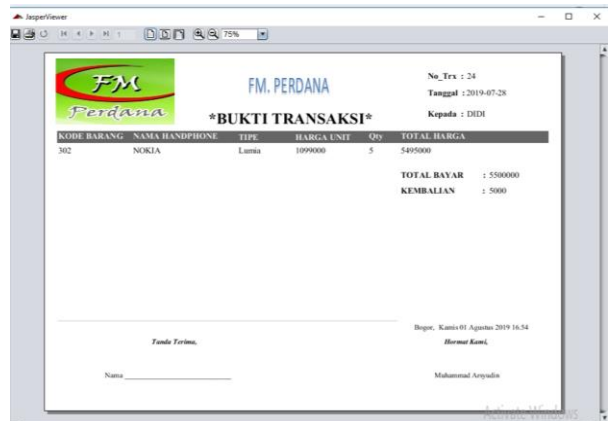 JasperViewer
75%
FM
Perdana
FM. PERDANA
*BUKTI TRANSAKSI*
No_Trx : 24
Tanggal : 2019-07-28
Kepada : DIDI
KODE BARANG NAMA HANDPHONE TIPE HARGA UNIT Qty TOTAL HARGA
302 NOKIA Lumia 1099000 5 5495000
TOTAL BAYAR : 5500000
KEMBALIAN : 5000
Bogor, Kamis 01 Agustus 2019 16.54
Tanda Terima, Hormat Kami,
Nama Muhammad Arsyadin
Activate Windows